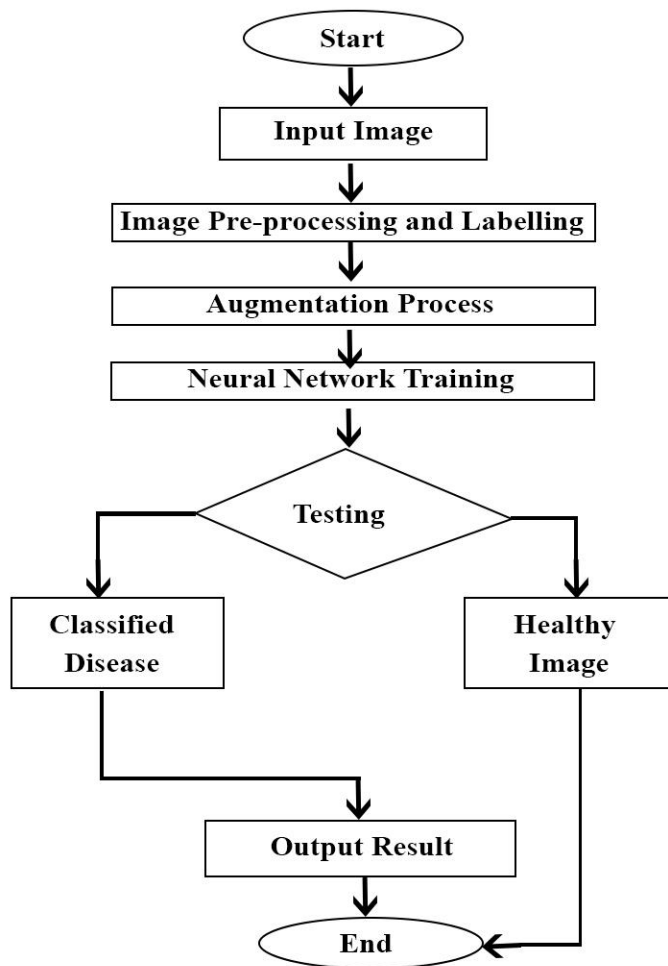 Start
Input Image
Image Pre-processing and Labelling
Augmentation Process
Neural Network Training
Testing
Classified
Disease
Healthy
Image
Output Result
End